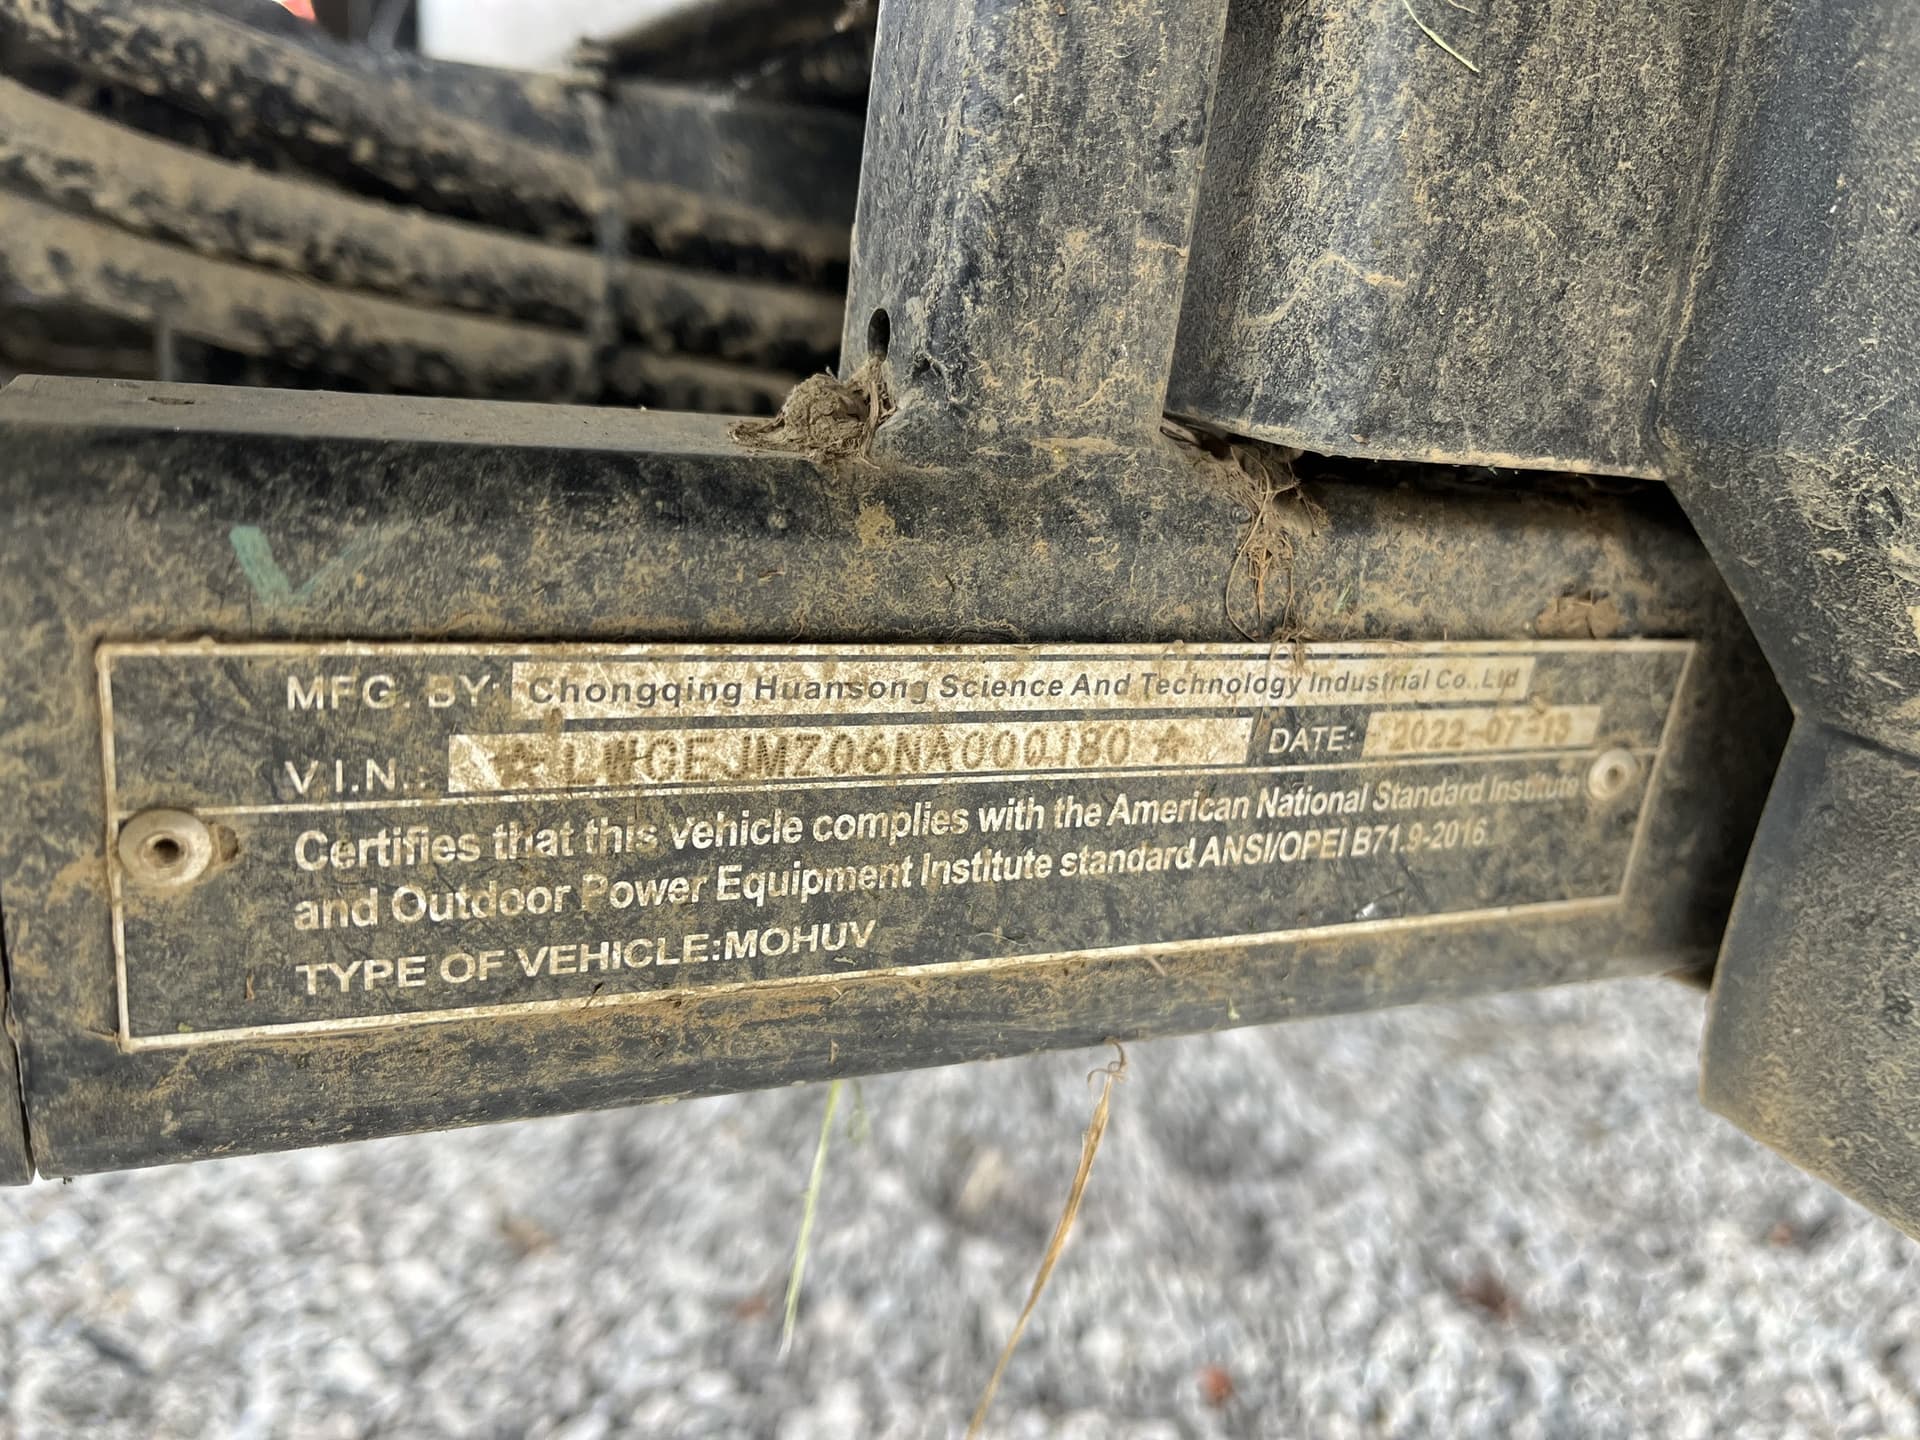 MFG. BY: Chongqing Huansong Science And Technology Industrial Co.,Ltd
V.I.N.: ★LWGEJMZ06NA000180★ DATE: 2022-07-13
Certifies that this vehicle complies with the American National Standard Institute
and Outdoor Power Equipment Institute standard ANSI/OPEI B71.9-2016.
TYPE OF VEHICLE:MOHUV